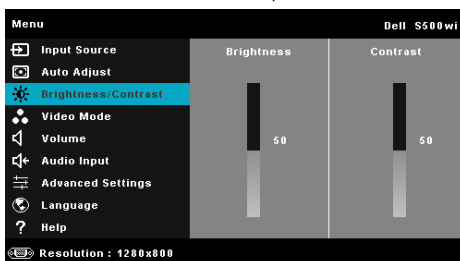 Menu Dell S500wi
Input Source
Auto Adjust
Brightness/Contrast
Video Mode
Volume
Audio Input
Advanced Settings
Language
? Help
Brightness Contrast
50 50
Resolution : 1280x800